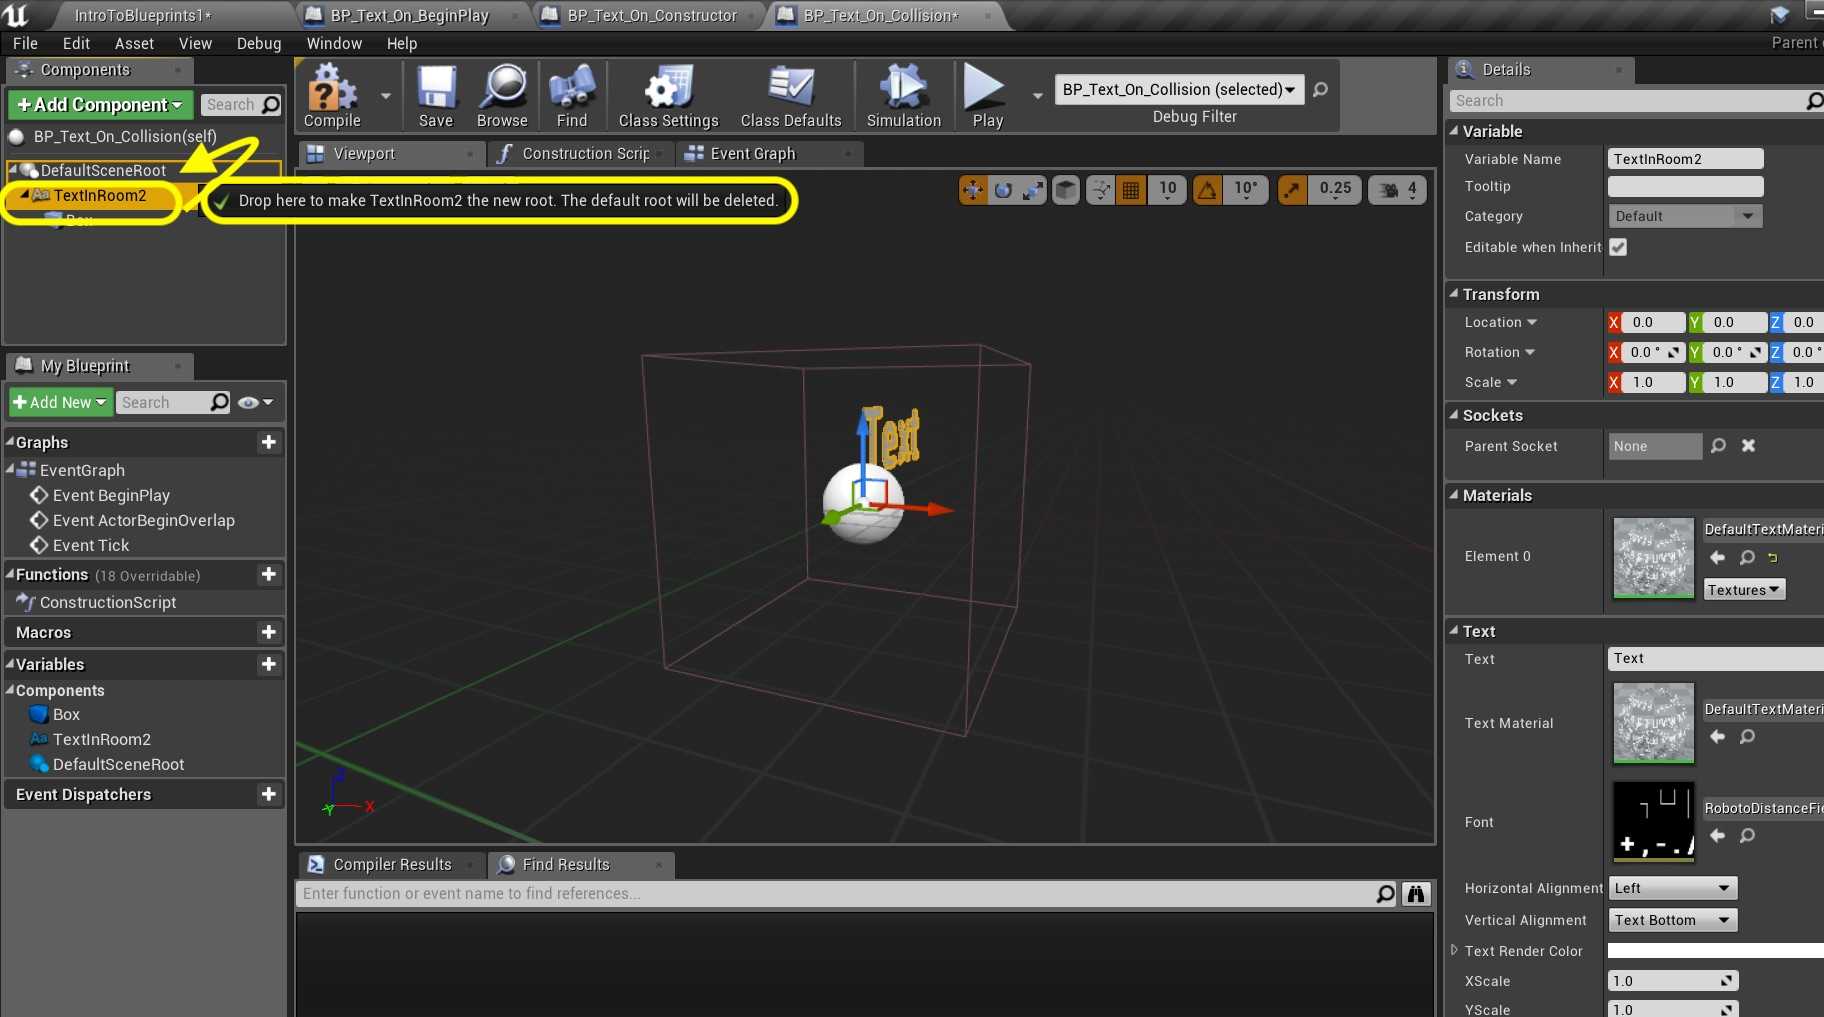 IntroToBlueprints1*
BP_Text_On_BeginPlay
BP_Text_On_Constructor
BP_Text_On_Collision*
File Edit Asset View Debug Window Help
Parent
Components
+Add Component
Search
BP_Text_On_Collision(self)
DefaultSceneRoot
TextInRoom2
Box
Drop here to make TextInRoom2 the new root. The default root will be deleted.
Compile
Save
Browse
Find
Class Settings
Class Defaults
Simulation
Play
BP_Text_On_Collision (selected)
Debug Filter
Viewport
Construction Scrip
Event Graph
10
10°
0.25
4
Text
Z
Y
X
My Blueprint
+Add New
Search
Graphs
EventGraph
Event BeginPlay
Event ActorBeginOverlap
Event Tick
Functions (18 Overridable)
ConstructionScript
Macros
Variables
Components
Box
TextInRoom2
DefaultSceneRoot
Event Dispatchers
Compiler Results
Find Results
Enter function or event name to find references...
Details
Search
Variable
Variable Name TextInRoom2
Tooltip
Category Default
Editable when Inherit
Transform
Location X 0.0 Y 0.0 Z 0.0
Rotation X 0.0 ° Y 0.0 ° Z 0.0 °
Scale X 1.0 Y 1.0 Z 1.0
Sockets
Parent Socket None
Materials
Element 0
DefaultTextMateri
Textures
Text
Text Text
Text Material
DefaultTextMateri
Font
+ , - .
RobotoDistanceFie
Horizontal Alignment Left
Vertical Alignment Text Bottom
Text Render Color
XScale 1.0
YScale 1.0